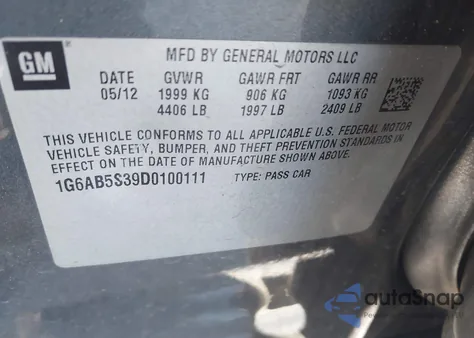 GM
MFD BY GENERAL MOTORS LLC
DATE GVWR GAWR FRT GAWR RR
05/12 1999 KG 906 KG 1093 KG
4406 LB 1997 LB 2409 LB
THIS VEHICLE CONFORMS TO ALL APPLICABLE U.S. FEDERAL MOTOR
VEHICLE SAFETY, BUMPER, AND THEFT PREVENTION STANDARDS IN
EFFECT ON THE DATE OF MANUFACTURE SHOWN ABOVE.
1G6AB5S39D0100111 TYPE: PASS CAR
autoSnap